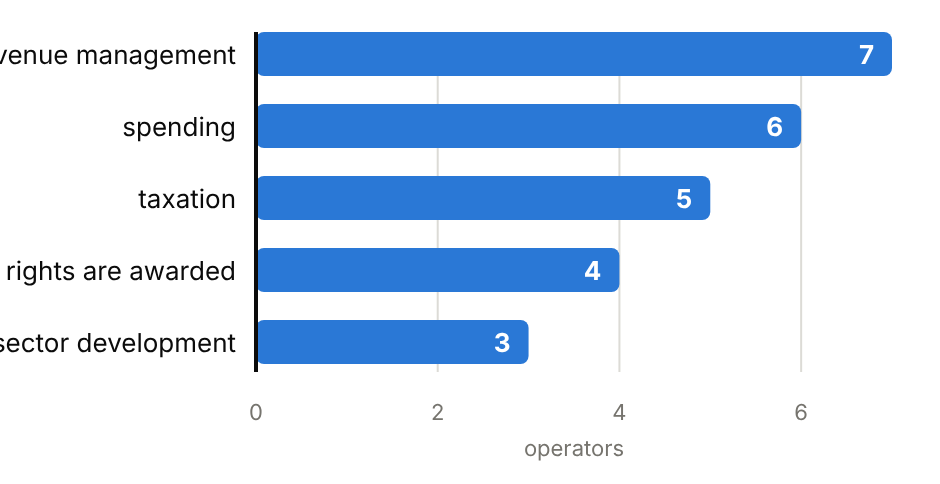 venue management 7
spending 6
taxation 5
rights are awarded 4
sector development 3
0 2 4 6
operators